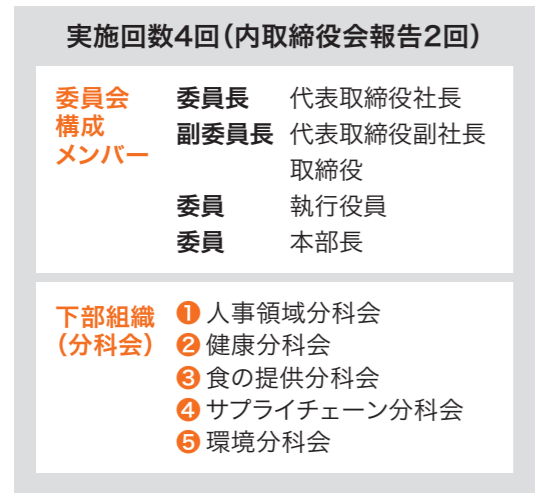 実施回数4回（内取締役会報告2回）
委員会構成メンバー
委員長 代表取締役社長
副委員長 代表取締役副社長
取締役
委員 執行役員
委員 本部長
下部組織（分科会）
❶ 人事領域分科会
❷ 健康分科会
❸ 食の提供分科会
❹ サプライチェーン分科会
❺ 環境分科会